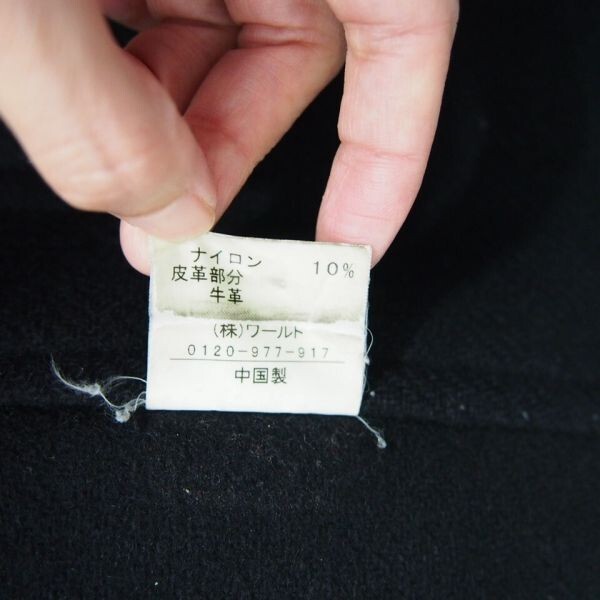 ナイロン 10%
皮革部分
牛革
(株)ワールト
0120-977-917
中国製